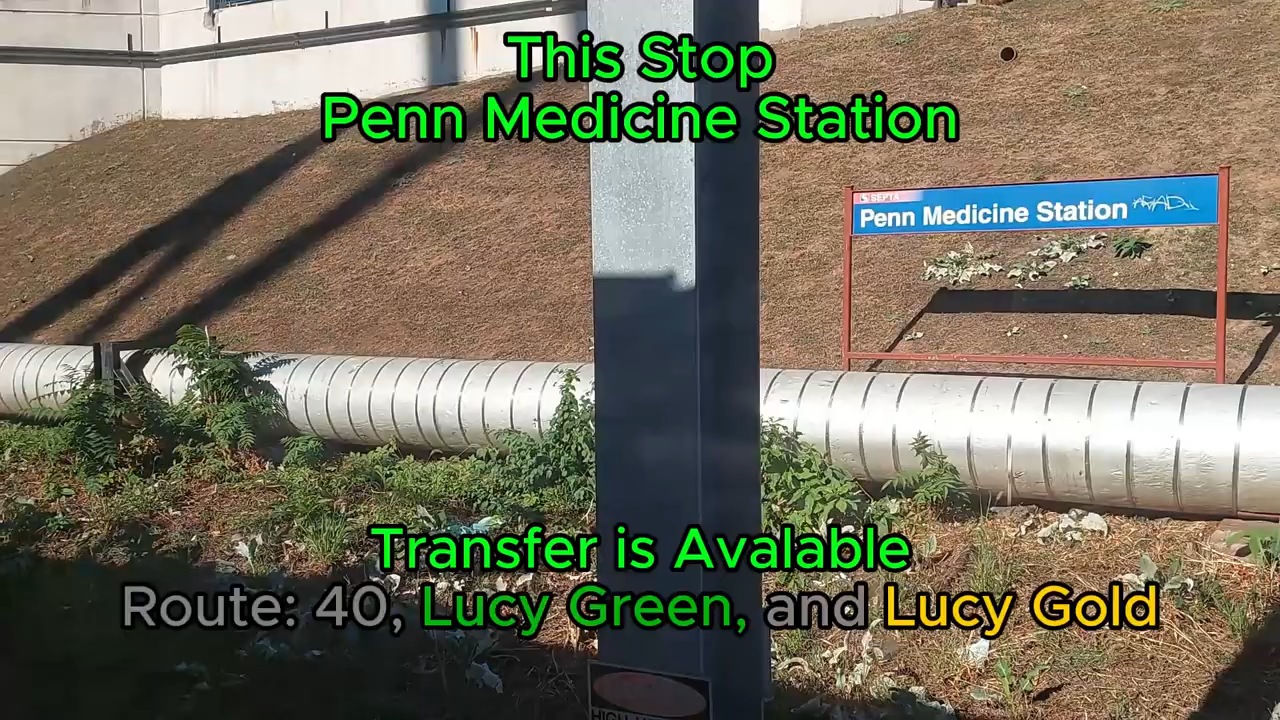 This Stop
Penn Medicine Station
SEPTA
Penn Medicine Station
Transfer is Avalable
Route: 40, Lucy Green, and Lucy Gold